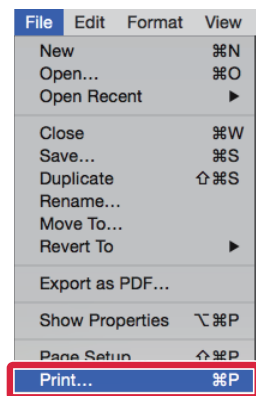 File Edit Format View
New ⌘N
Open... ⌘O
Open Recent ▶
Close ⌘W
Save... ⌘S
Duplicate ⇧⌘S
Rename...
Move To...
Revert To ▶
Export as PDF...
Show Properties ⌥⌘P
Page Setup ⇧⌘P
Print... ⌘P